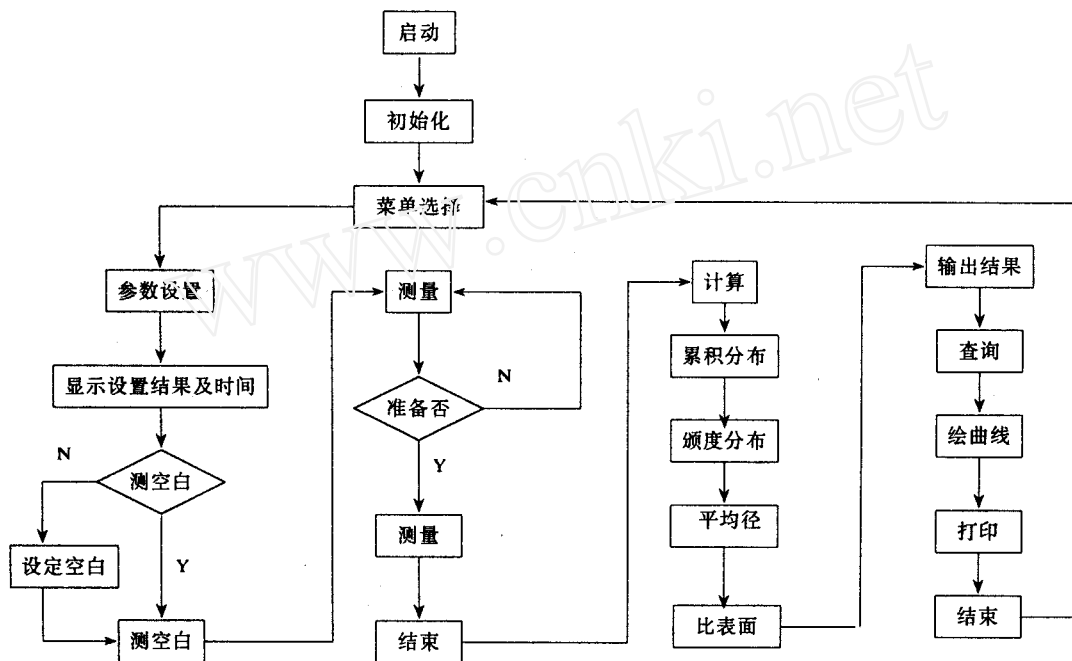 启动
初始化
菜单选择
参数设置
显示设置结果及时间
N
测空白
设定空白
Y
测空白
测量
N
准备否
Y
测量
结束
计算
累积分布
颁度分布
平均径
比表面
输出结果
查询
绘曲线
打印
结束
www.cnki.net